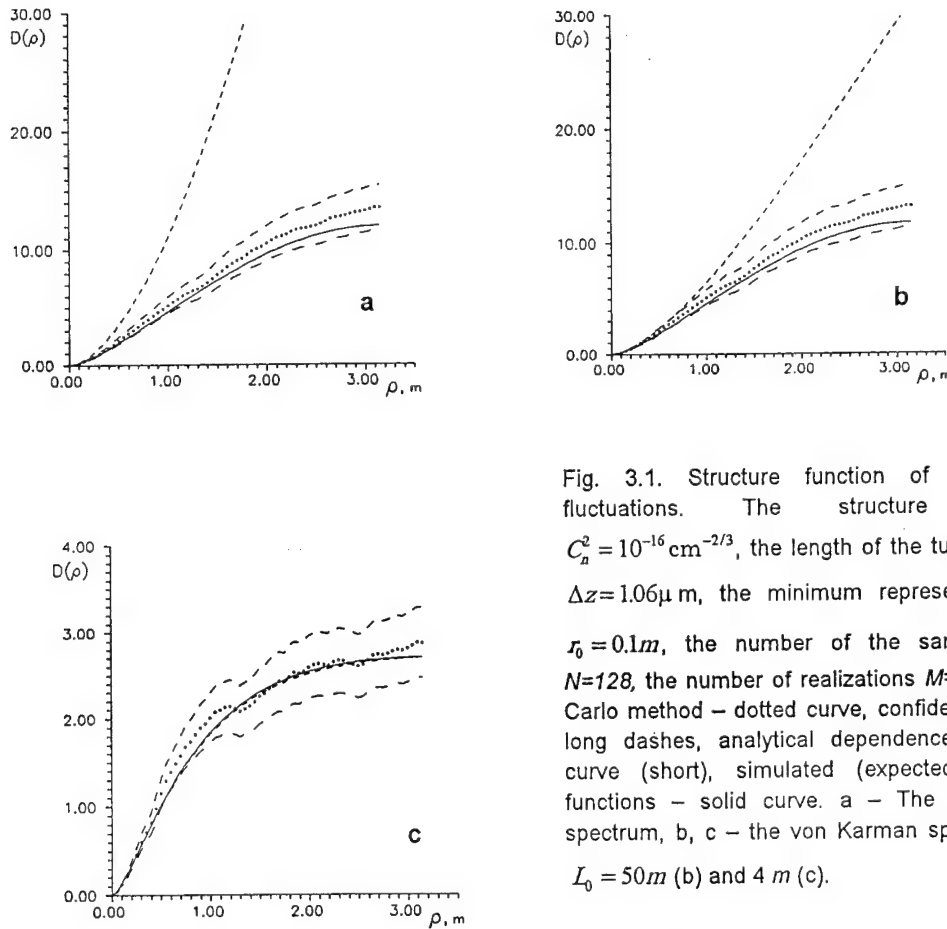 30.00
D(ρ)
20.00
10.00
0.00
0.00 1.00 2.00 3.00
ρ, m
a
30.00
D(ρ)
20.00
10.00
0.00
0.00 1.00 2.00 3.00
ρ, m
b
4.00
D(ρ)
3.00
2.00
1.00
0.00
0.00 1.00 2.00 3.00
ρ, m
c
Fig. 3.1. Structure function of
fluctuations. The structure
C_n^2 = 10^{-16} cm^{-2/3}, the length of the
Δz=1.06μ m, the minimum
r_0 = 0.1m, the number of the
N=128, the number of realizations M=
Carlo method – dotted curve,
long dashes, analytical dependence
curve (short), simulated (expected
functions – solid curve. a – The
spectrum, b, c – the von Karman
L_0 = 50m (b) and 4 m (c).